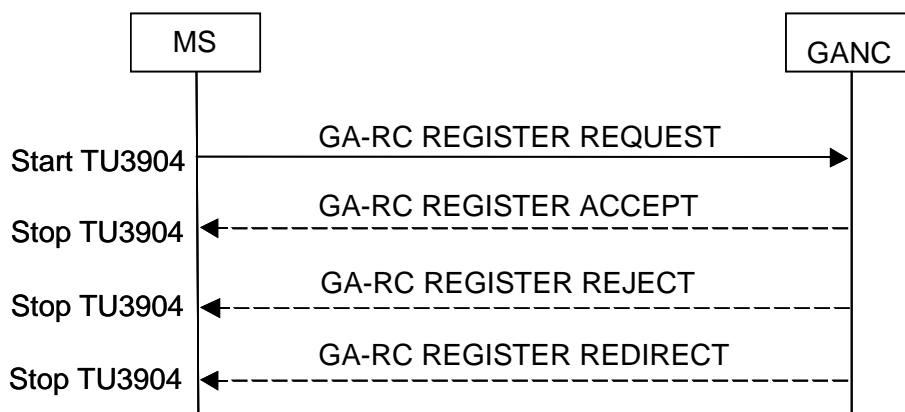 MS
GANC
GA-RC REGISTER REQUEST
Start TU3904
GA-RC REGISTER ACCEPT
Stop TU3904
GA-RC REGISTER REJECT
Stop TU3904
GA-RC REGISTER REDIRECT
Stop TU3904